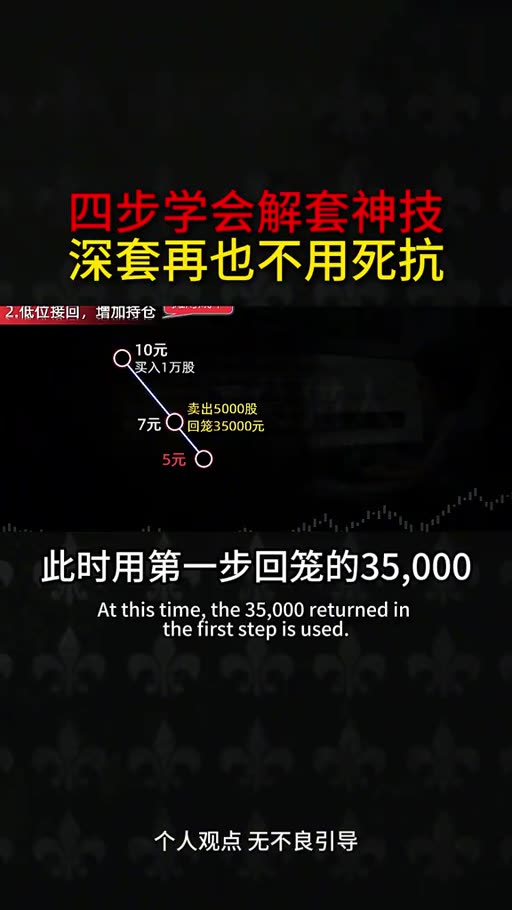 四步学会解套神技
深套再也不用死抗
2.低位接回，增加持仓
10元
买入1万股
卖出5000股
7元
回笼35000元
5元
此时用第一步回笼的35,000
At this time, the 35,000 returned in
the first step is used.
个人观点 无不良引导